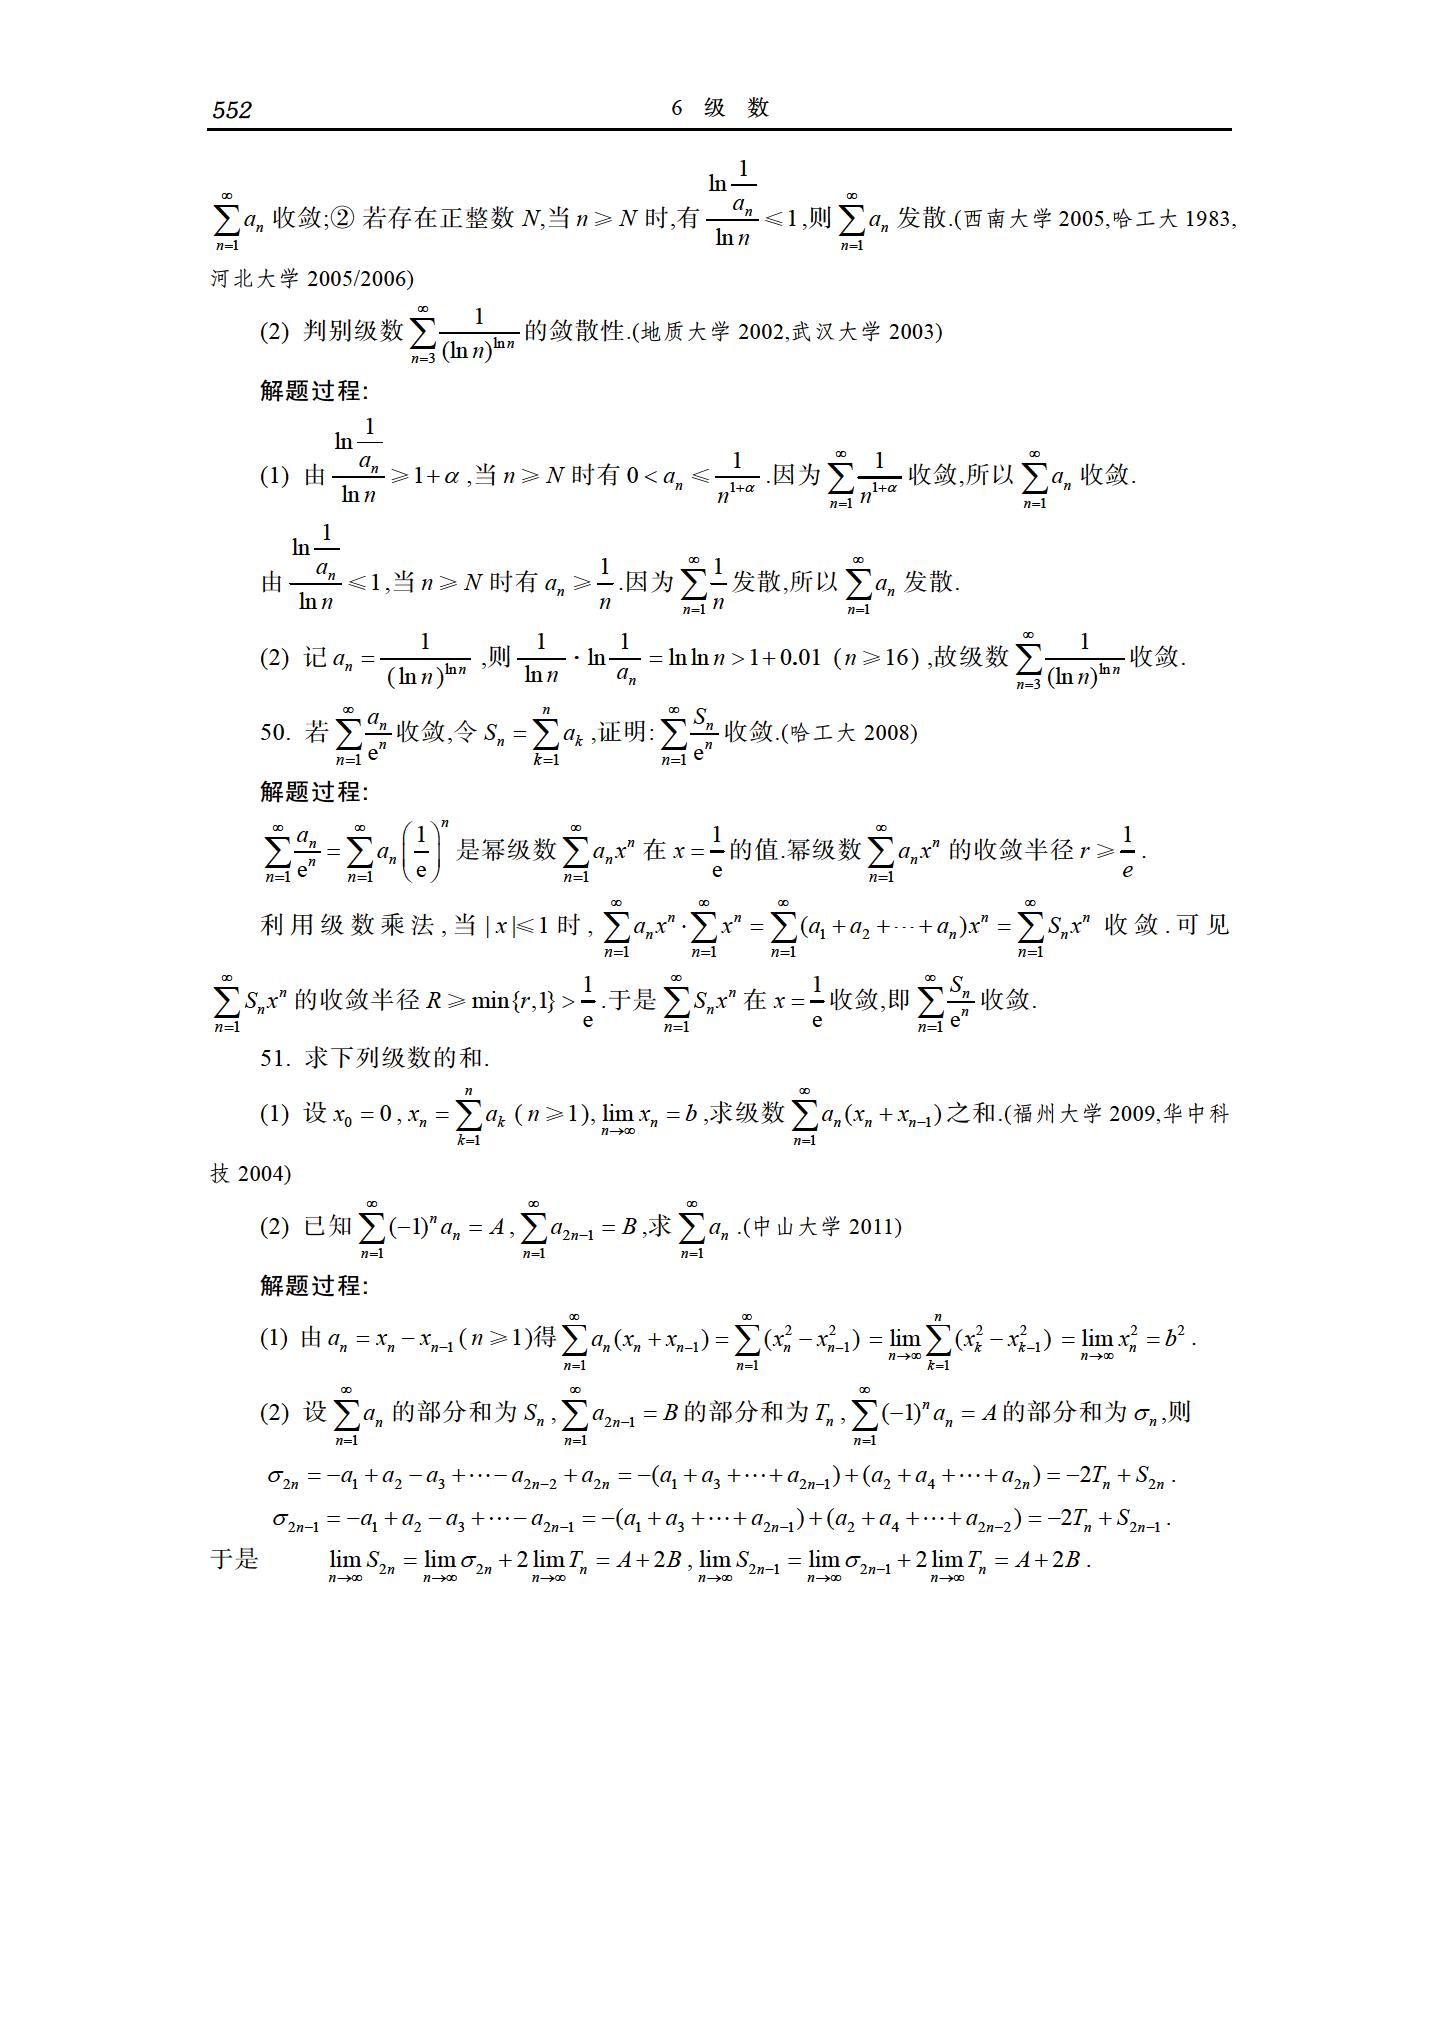 552 6 级 数
$\sum_{n=1}^{\infty} a_n$ 收敛;② 若存在正整数 N,当 $n \geqslant N$ 时,有 $\frac{\ln \frac{1}{a_n}}{\ln n} \leqslant 1$,则 $\sum_{n=1}^{\infty} a_n$ 发散.(西南大学 2005,哈工大 1983,
河北大学 2005/2006)
(2) 判别级数 $\sum_{n=3}^{\infty} \frac{1}{(\ln n)^{\ln n}}$ 的敛散性.(地质大学 2002,武汉大学 2003)
解题过程:
(1) 由 $\frac{\ln \frac{1}{a_n}}{\ln n} \geqslant 1+\alpha$,当 $n \geqslant N$ 时有 $0 < a_n \leqslant \frac{1}{n^{1+\alpha}}$.因为 $\sum_{n=1}^{\infty} \frac{1}{n^{1+\alpha}}$ 收敛,所以 $\sum_{n=1}^{\infty} a_n$ 收敛.
由 $\frac{\ln \frac{1}{a_n}}{\ln n} \leqslant 1$,当 $n \geqslant N$ 时有 $a_n \geqslant \frac{1}{n}$.因为 $\sum_{n=1}^{\infty} \frac{1}{n}$ 发散,所以 $\sum_{n=1}^{\infty} a_n$ 发散.
(2) 记 $a_n = \frac{1}{(\ln n)^{\ln n}}$,则 $\frac{1}{\ln n} \cdot \ln \frac{1}{a_n} = \ln \ln n > 1+0.01$ ($n \geqslant 16$),故级数 $\sum_{n=3}^{\infty} \frac{1}{(\ln n)^{\ln n}}$ 收敛.
50. 若 $\sum_{n=1}^{\infty} \frac{a_n}{e^n}$ 收敛,令 $S_n = \sum_{k=1}^{n} a_k$,证明: $\sum_{n=1}^{\infty} \frac{S_n}{e^n}$ 收敛.(哈工大 2008)
解题过程:
$\sum_{n=1}^{\infty} \frac{a_n}{e^n} = \sum_{n=1}^{\infty} a_n \left(\frac{1}{e}\right)^n$ 是幂级数 $\sum_{n=1}^{\infty} a_n x^n$ 在 $x = \frac{1}{e}$ 的值.幂级数 $\sum_{n=1}^{\infty} a_n x^n$ 的收敛半径 $r \geqslant \frac{1}{e}$.
利用级数乘法,当 $|x| \leqslant 1$ 时, $\sum_{n=1}^{\infty} a_n x^n \cdot \sum_{n=1}^{\infty} x^n = \sum_{n=1}^{\infty} (a_1 + a_2 + \cdots + a_n) x^n = \sum_{n=1}^{\infty} S_n x^n$ 收敛.可见
$\sum_{n=1}^{\infty} S_n x^n$ 的收敛半径 $R \geqslant \min\{r,1\} > \frac{1}{e}$.于是 $\sum_{n=1}^{\infty} S_n x^n$ 在 $x = \frac{1}{e}$ 收敛,即 $\sum_{n=1}^{\infty} \frac{S_n}{e^n}$ 收敛.
51. 求下列级数的和.
(1) 设 $x_0 = 0$, $x_n = \sum_{k=1}^{n} a_k$ ($n \geqslant 1$), $\lim_{n \to \infty} x_n = b$,求级数 $\sum_{n=1}^{\infty} a_n (x_n + x_{n-1})$ 之和.(福州大学 2009,华中科
技 2004)
(2) 已知 $\sum_{n=1}^{\infty} (-1)^n a_n = A$, $\sum_{n=1}^{\infty} a_{2n-1} = B$,求 $\sum_{n=1}^{\infty} a_n$.(中山大学 2011)
解题过程:
(1) 由 $a_n = x_n - x_{n-1}$ ($n \geqslant 1$)得 $\sum_{n=1}^{\infty} a_n (x_n + x_{n-1}) = \sum_{n=1}^{\infty} (x_n^2 - x_{n-1}^2) = \lim_{n \to \infty} \sum_{k=1}^{n} (x_k^2 - x_{k-1}^2) = \lim_{n \to \infty} x_n^2 = b^2$.
(2) 设 $\sum_{n=1}^{\infty} a_n$ 的部分和为 $S_n$, $\sum_{n=1}^{\infty} a_{2n-1} = B$ 的部分和为 $T_n$, $\sum_{n=1}^{\infty} (-1)^n a_n = A$ 的部分和为 $\sigma_n$,则
$\sigma_{2n} = -a_1 + a_2 - a_3 + \cdots - a_{2n-2} + a_{2n} = -(a_1 + a_3 + \cdots + a_{2n-1}) + (a_2 + a_4 + \cdots + a_{2n}) = -2T_n + S_{2n}$.
$\sigma_{2n-1} = -a_1 + a_2 - a_3 + \cdots - a_{2n-1} = -(a_1 + a_3 + \cdots + a_{2n-1}) + (a_2 + a_4 + \cdots + a_{2n-2}) = -2T_n + S_{2n-1}$.
于是 $\lim_{n \to \infty} S_{2n} = \lim_{n \to \infty} \sigma_{2n} + 2 \lim_{n \to \infty} T_n = A + 2B$, $\lim_{n \to \infty} S_{2n-1} = \lim_{n \to \infty} \sigma_{2n-1} + 2 \lim_{n \to \infty} T_n = A + 2B$.